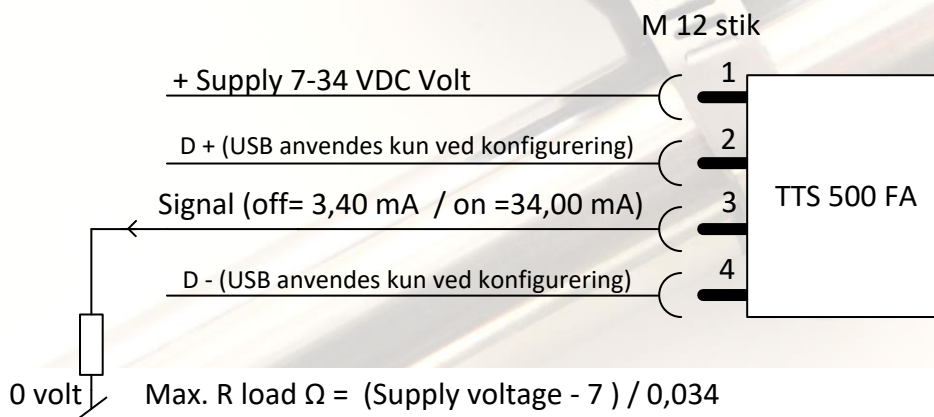 M 12 stik
+ Supply 7-34 VDC Volt
1
D + (USB anvendes kun ved konfigurering)
2
Signal (off= 3,40 mA / on =34,00 mA)
3
TTS 500 FA
D - (USB anvendes kun ved konfigurering)
4
0 volt
Max. R load Ω = (Supply voltage - 7 ) / 0,034